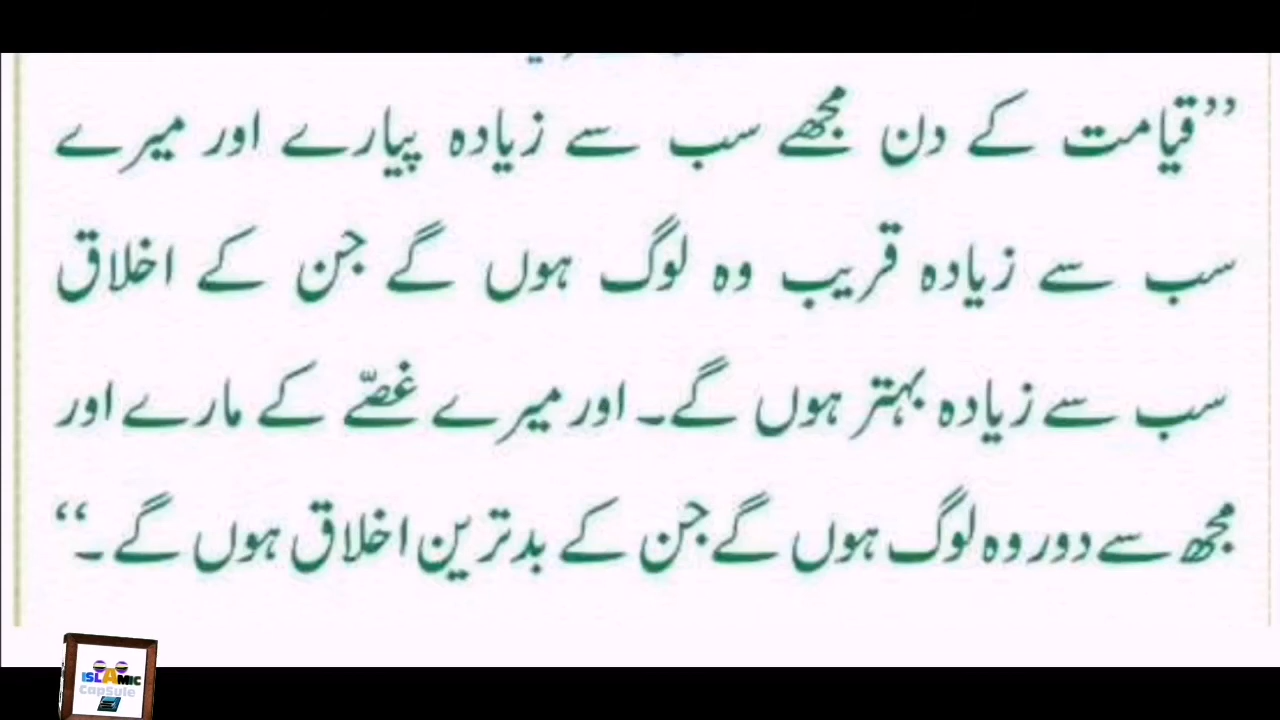 ”قیامت کے دن مجھے سب سے زیادہ پیارے اور میرے
سب سے زیادہ قریب وہ لوگ ہوں گے جن کے اخلاق
سب سے زیادہ بہتر ہوں گے۔ اور میرے غصّے کے مارے اور
مجھ سے دور وہ لوگ ہوں گے جن کے بدترین اخلاق ہوں گے۔“
ISLAMIC
CapSule